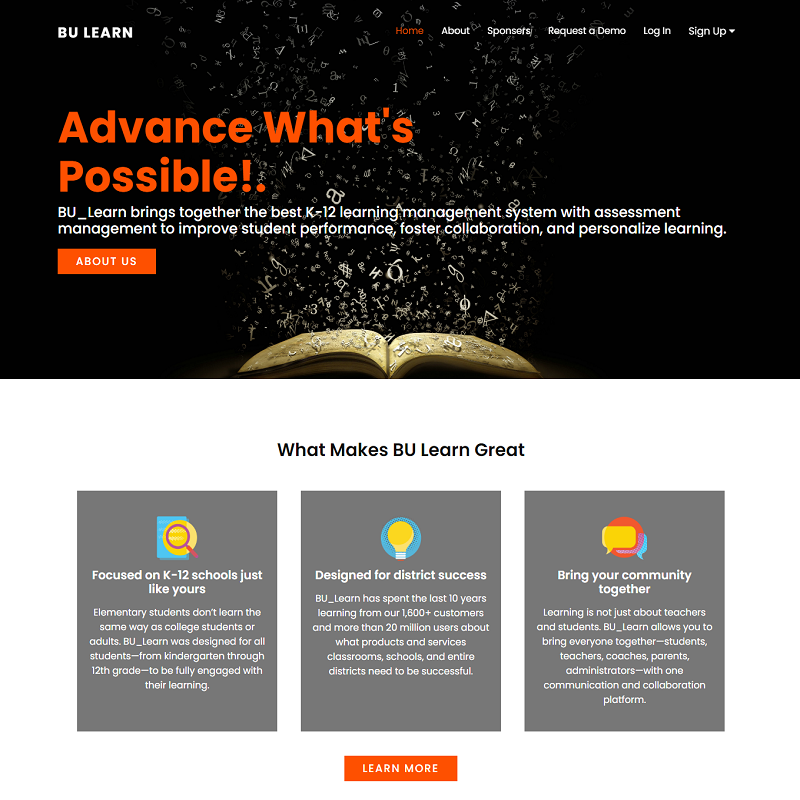 BU LEARN
Home About Sponsers Request a Demo Log In Sign Up
Advance What's
Possible!.
BU_Learn brings together the best K-12 learning management system with assessment
management to improve student performance, foster collaboration, and personalize learning.
ABOUT US
What Makes BU Learn Great
Focused on K-12 schools just
like yours
Elementary students don't learn the
same way as college students or
adults. BU_Learn was designed for all
students—from kindergarten through
12th grade—to be fully engaged with
their learning.
Designed for district success
BU_Learn has spent the last 10 years
learning from our 1,600+ customers
and more than 20 million users about
what products and services
classrooms, schools, and entire
districts need to be successful.
Bring your community
together
Learning is not just about teachers
and students. BU_Learn allows you to
bring everyone together—students,
teachers, coaches, parents,
administrators—with one
communication and collaboration
platform.
LEARN MORE